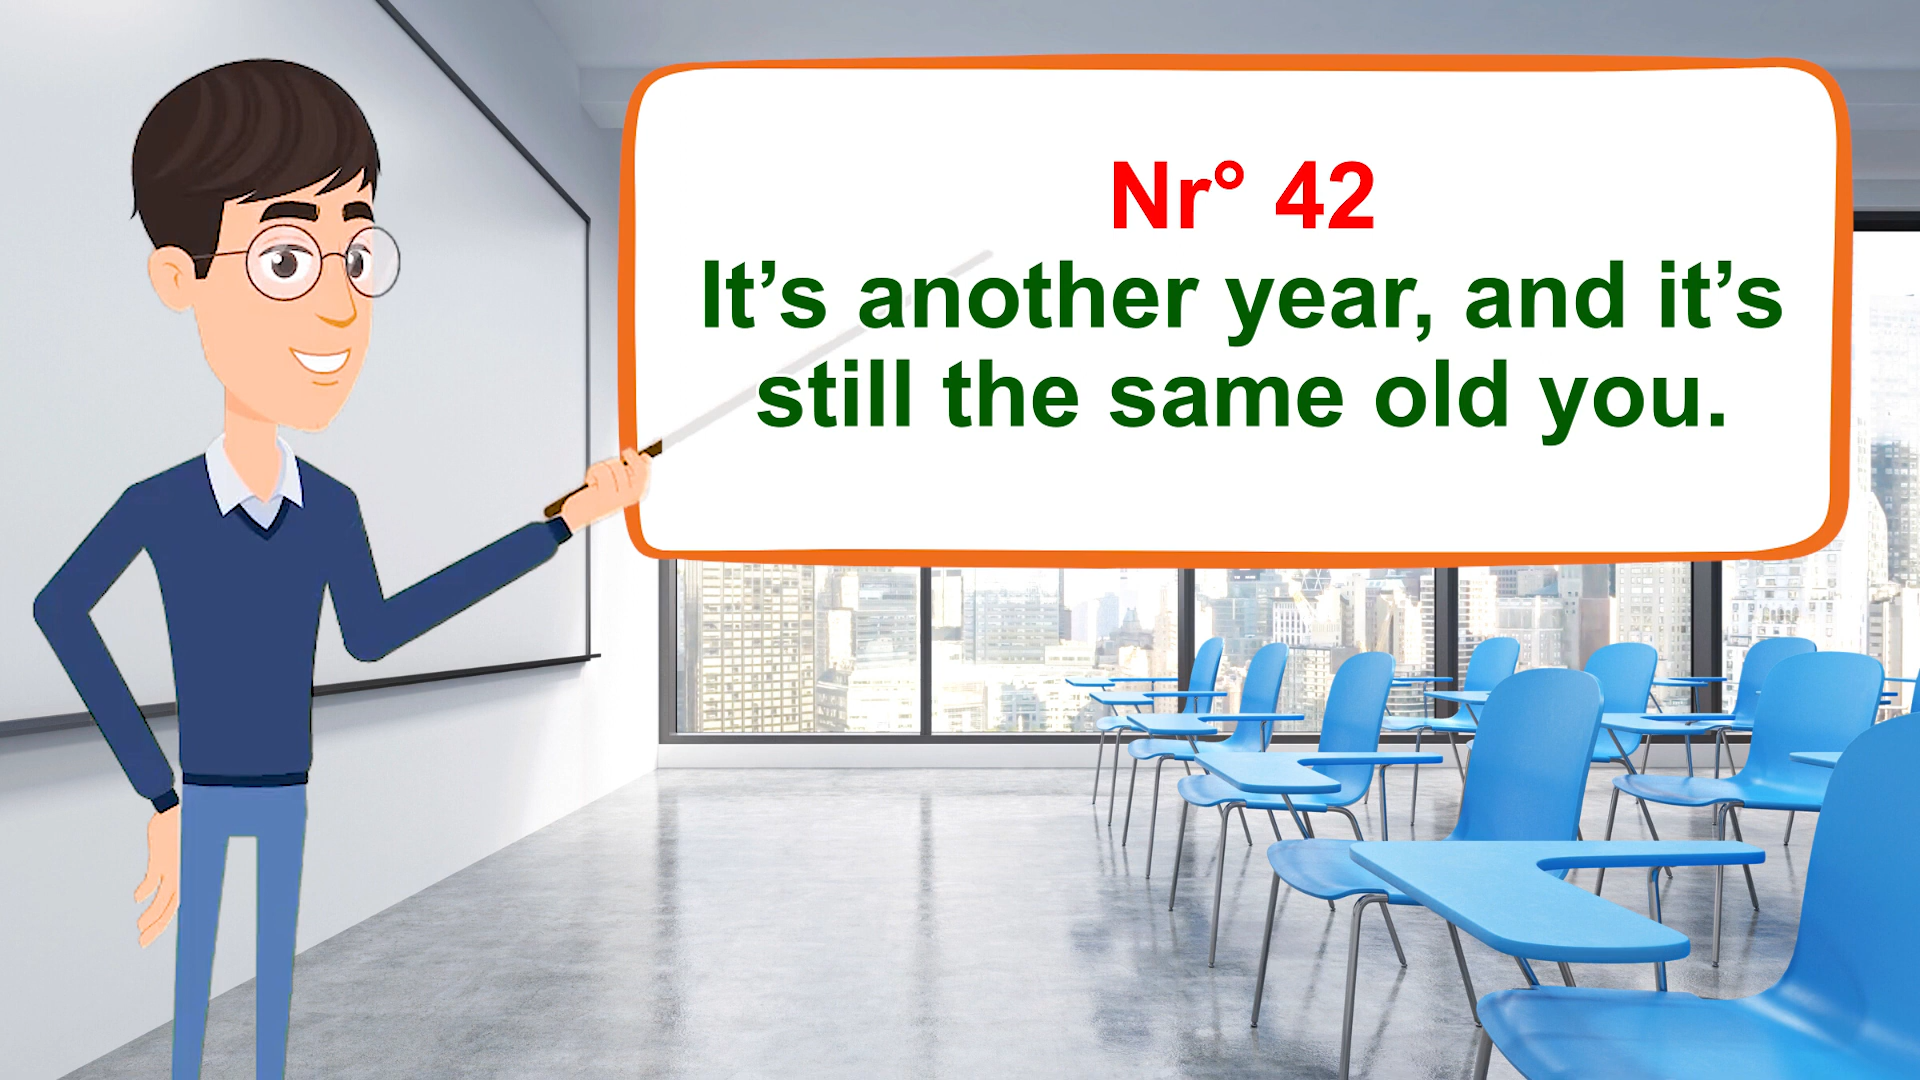 Nr° 42
It’s another year, and it’s
still the same old you.